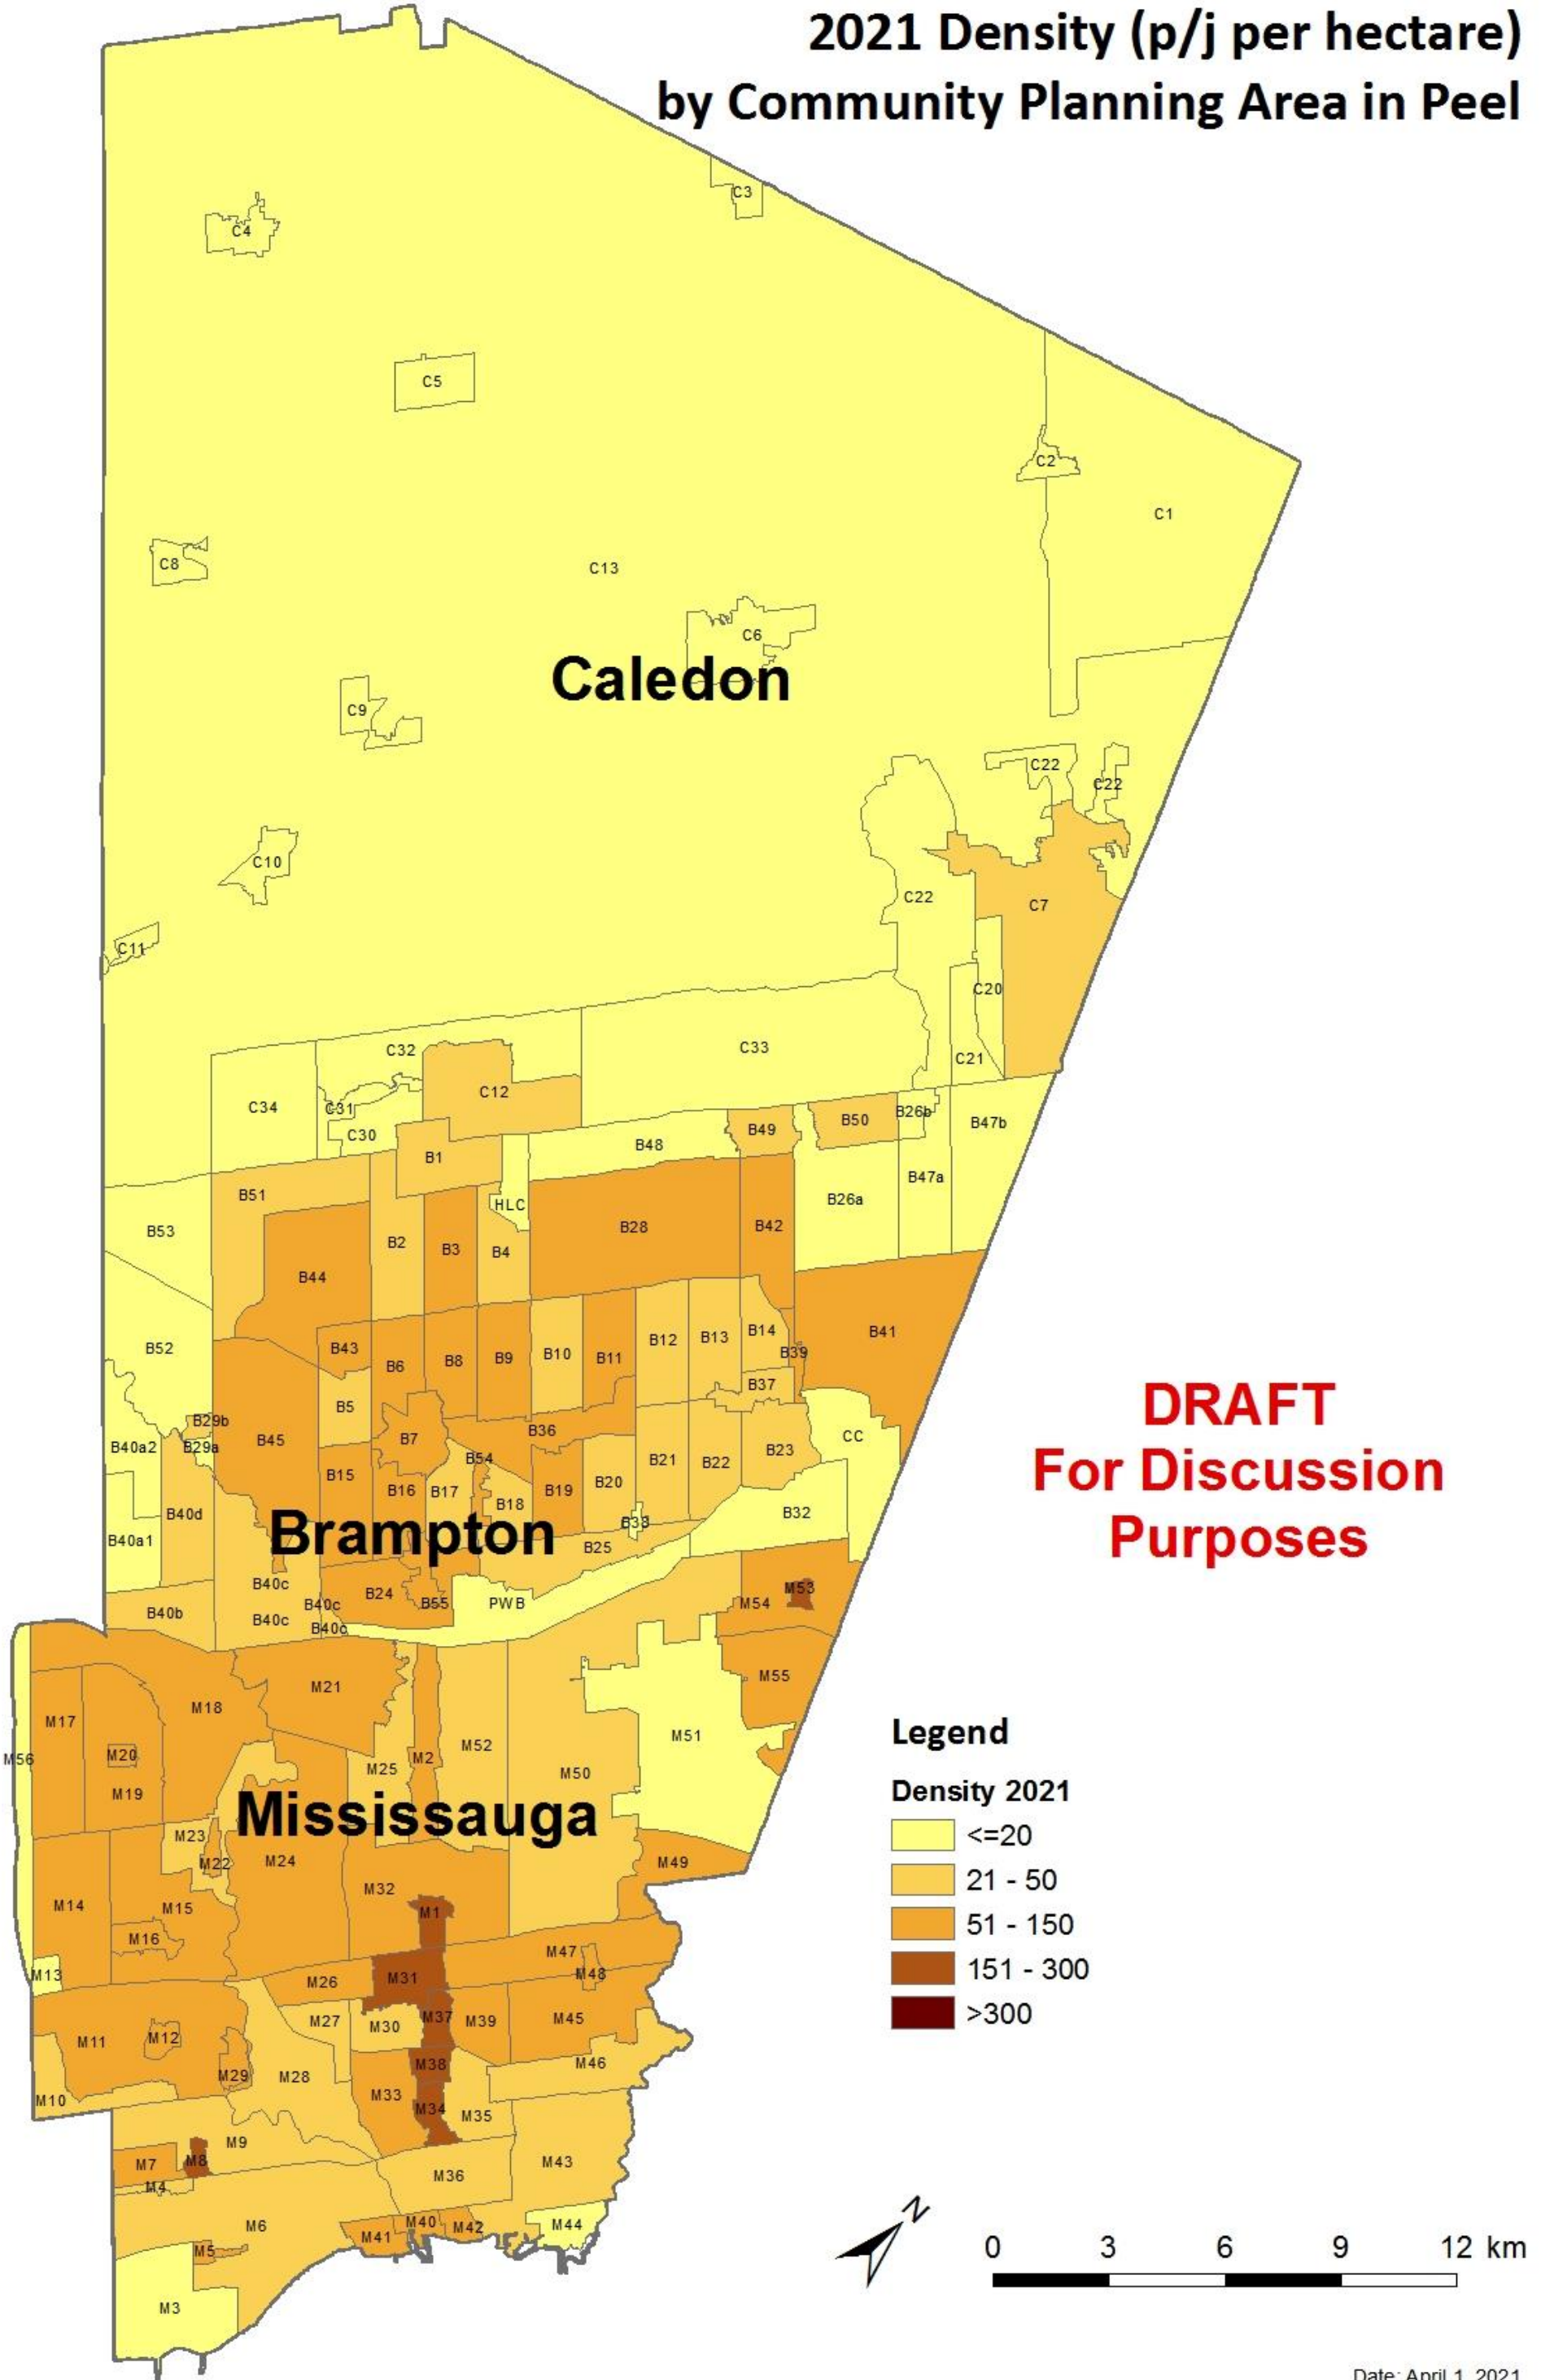 2021 Density (p/j per hectare)
by Community Planning Area in Peel
C3
C4
C5
C2
C1
C8
C13
C6
Caledon
C9
C22
C22
C10
C22
C7
C11
C20
C33
C32
C21
C12
C34
C31
B26b
B50
B47b
B49
C30
B48
B1
B47a
B51
B26a
HLC
B53
B28
B42
B2
B3
B4
B44
B41
B14
B13
B12
B52
B43
B39
B10
B11
B9
B8
B6
B37
B5
B29b
B36
CC
B7
B45
B40a2
B29a
B23
B54
B21
B22
B15
B20
B16
B17
B19
B18
B40d
B32
B38
Brampton
B40a1
B25
B40c
M53
B24
B55
PWB
M54
B40c
B40b
B40c
B40c
DRAFT
For Discussion
Purposes
M55
M21
M18
M17
M51
M52
M56
M20
M2
M25
M50
M19
Mississauga
M23
M22
M24
M49
M32
M14
M15
M1
M16
M47
M13
M48
M31
M26
M37
M45
M27
M39
M30
M12
M11
M38
M46
M29
M28
M33
M10
M34
M35
M9
M8
M7
M43
M36
M4
M40
M42
M44
M6
M41
M5
M3
Legend
Density 2021
<=20
21 - 50
51 - 150
151 - 300
>300
N
0 3 6 9 12 km
Date: April 1, 2021